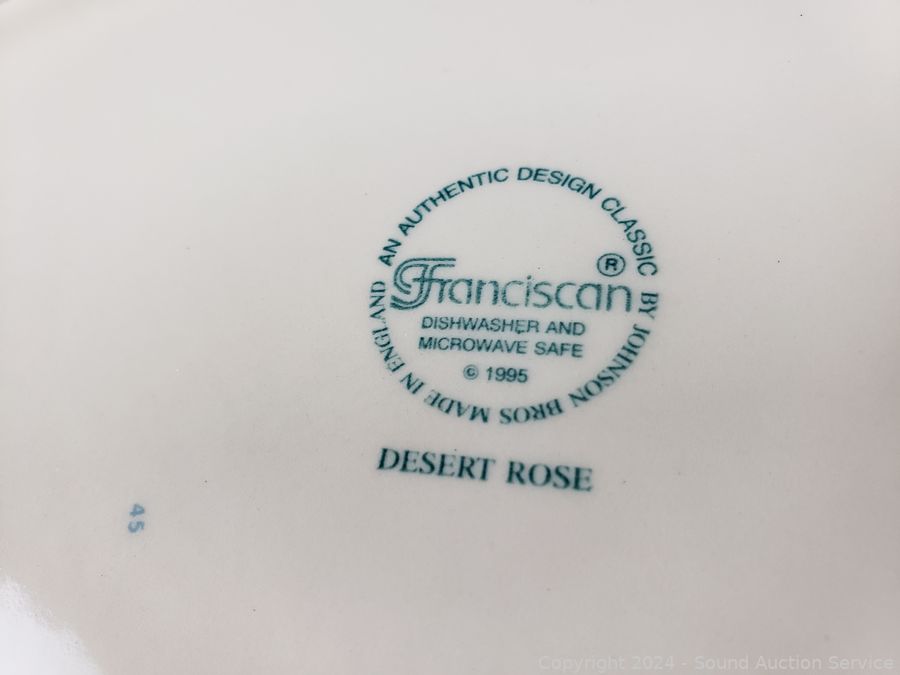 AN AUTHENTIC DESIGN CLASSIC BY JOHNSON BROS MADE IN ENGLAND
Franciscan ®
DISHWASHER AND
MICROWAVE SAFE
© 1995
DESERT ROSE
45
Copyright 2024 - Sound Auction Service